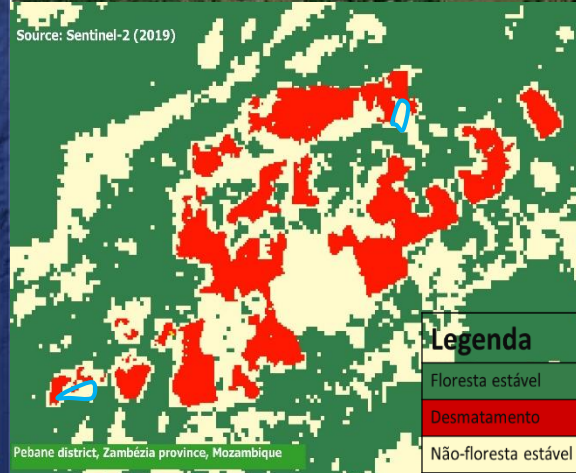 Source: Sentinel-2 (2019)
Legenda
Floresta estável
Desmatamento
Não-floresta estável
Pebane district, Zambézia province, Mozambique